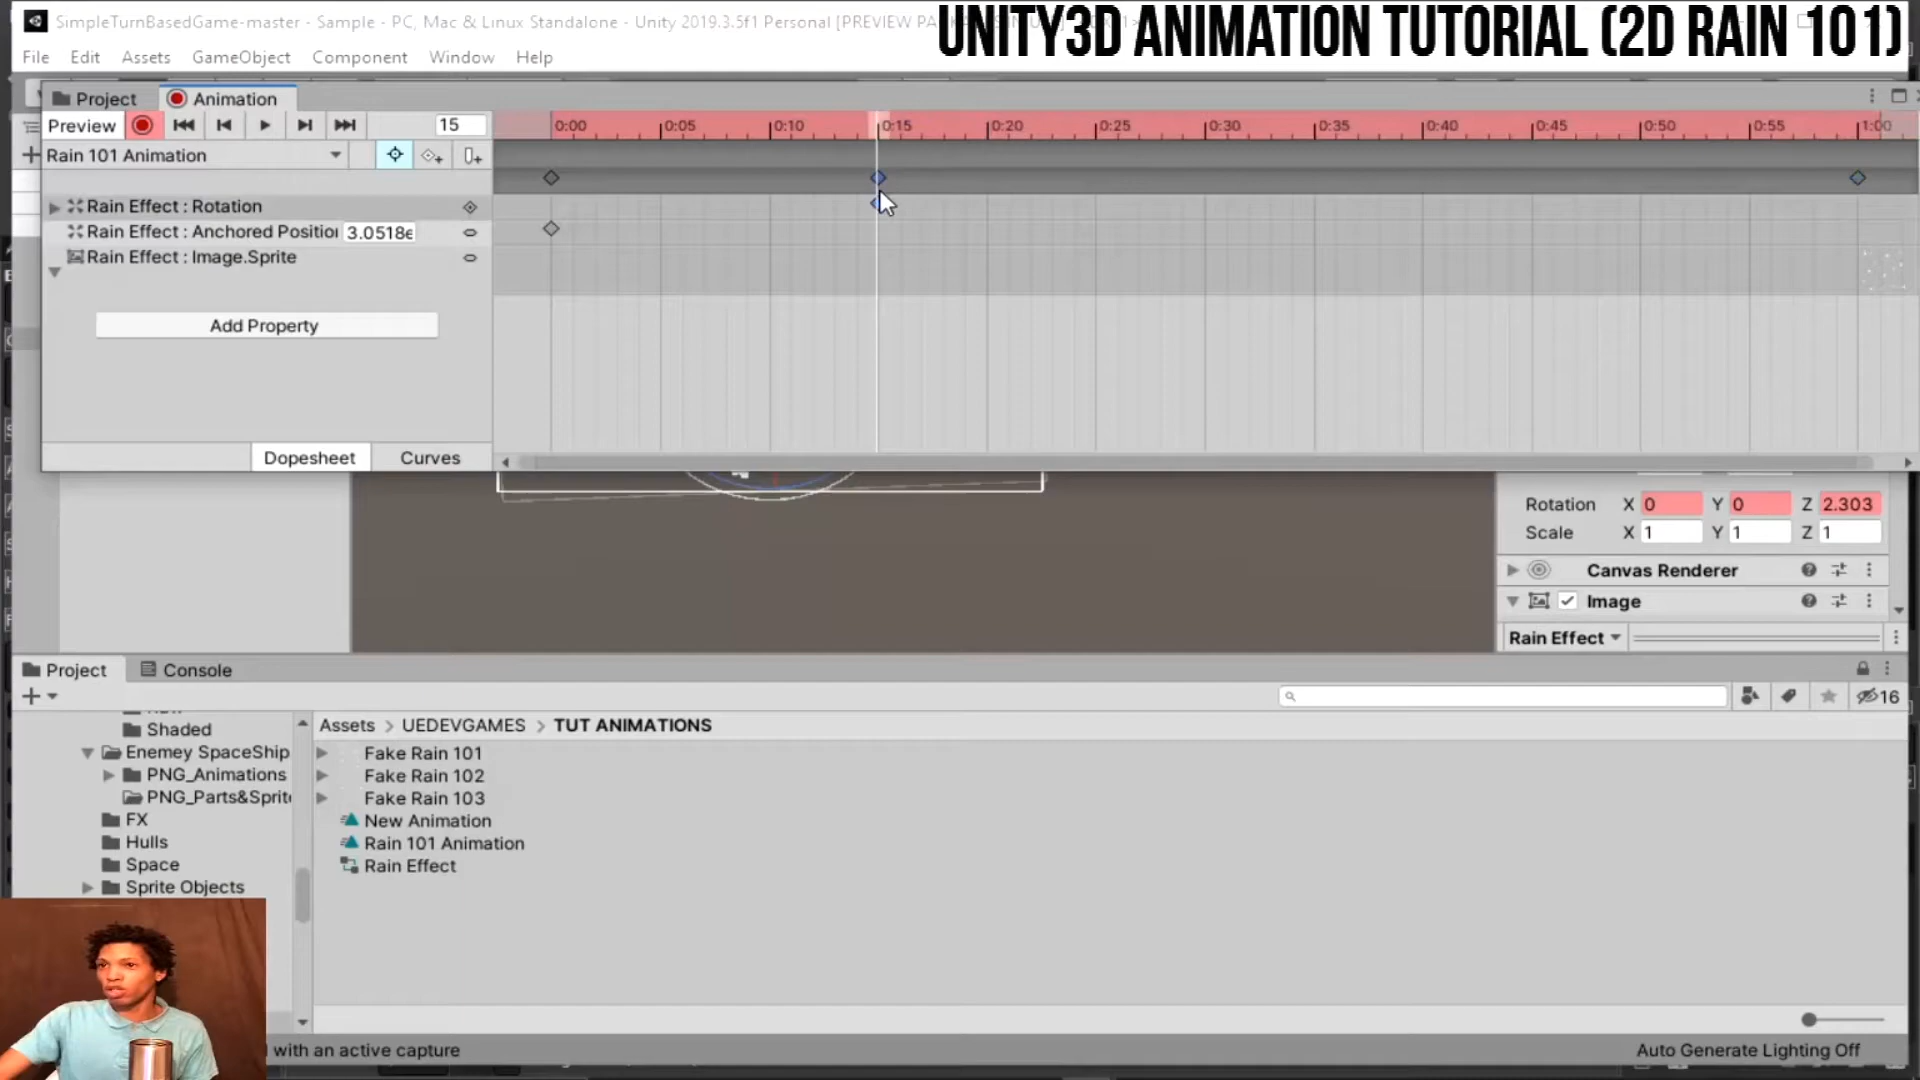 SimpleTurnBasedGame-master - Sample - PC, Mac & Linux Standalone - Unity 2019.3.5f1 Personal [PREVIEW PA
UNITY3D ANIMATION TUTORIAL (2D RAIN 101)
File Edit Assets GameObject Component Window Help
Project Animation
Preview 15 0:00 0:05 0:10 0:15 0:20 0:25 0:30 0:35 0:40 0:45 0:50 0:55 1:00
Rain 101 Animation
Rain Effect : Rotation
Rain Effect : Anchored Positio 3.0518e
Rain Effect : Image.Sprite
Add Property
Dopesheet Curves
Rotation X 0 Y 0 Z 2.303
Scale X 1 Y 1 Z 1
Canvas Renderer
Image
Rain Effect
Project Console
16
Assets > UEDEVGAMES > TUT ANIMATIONS
Shaded
Enemey SpaceShip
PNG_Animations
PNG_Parts&Sprit
FX
Hulls
Space
Sprite Objects
Fake Rain 101
Fake Rain 102
Fake Rain 103
New Animation
Rain 101 Animation
Rain Effect
with an active capture
Auto Generate Lighting Off